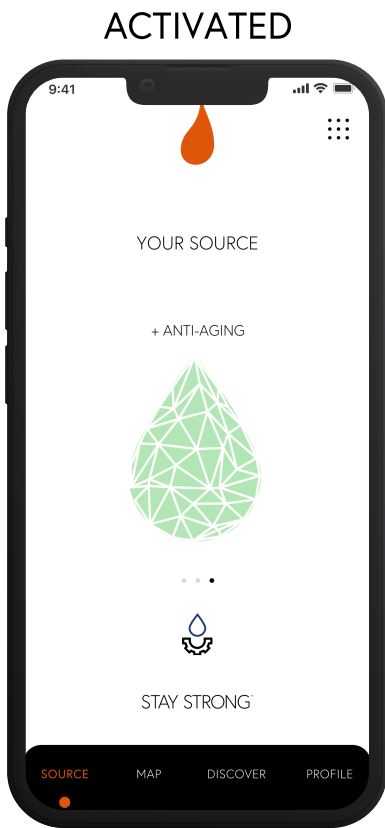 ACTIVATED
9:41
YOUR SOURCE
+ ANTI-AGING
STAY STRONG
SOURCE MAP DISCOVER PROFILE